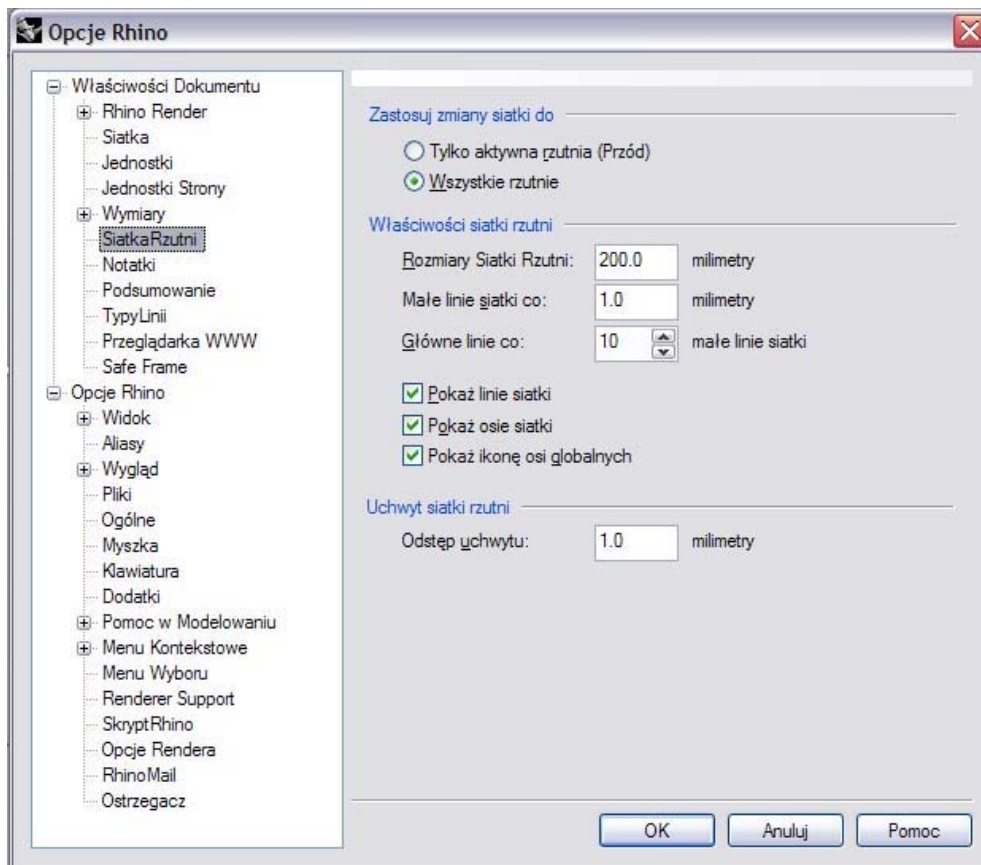 Opcje Rhino
Właściwości Dokumentu
Rhino Render
Siatka
Jednostki
Jednostki Strony
Wymiary
SiatkaRzutni
Notatki
Podsumowanie
TypyLinii
Przeglądarka WWW
Safe Frame
Opcje Rhino
Widok
Aliasy
Wygląd
Pliki
Ogólne
Myszka
Klawiatura
Dodatki
Pomoc w Modelowaniu
Menu Kontekstowe
Menu Wyboru
Renderer Support
SkryptRhino
Opcje Rendera
RhinoMail
Ostrzegacz
Zastosuj zmiany siatki do
Tylko aktywna rzutnia (Przód)
Wszystkie rzutnie
Właściwości siatki rzutni
Rozmiary Siatki Rzutni: 200.0 milimetry
Małe linie siatki co: 1.0 milimetry
Główne linie co: 10 małe linie siatki
Pokaż linie siatki
Pokaż osie siatki
Pokaż ikonę osi globalnych
Uchwyt siatki rzutni
Odstęp uchwytu: 1.0 milimetry
OK Anuluj Pomoc